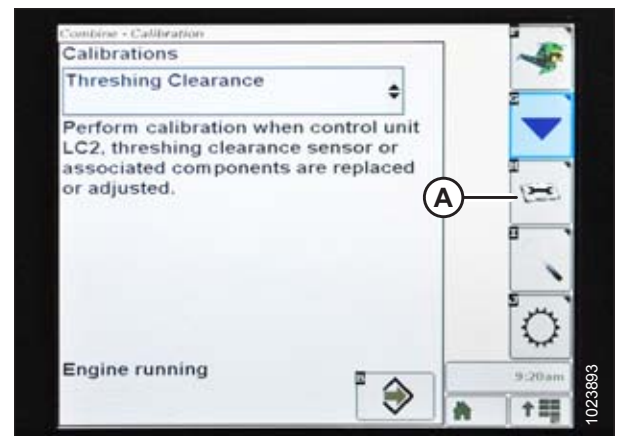 Combine - Calibration
Calibrations
Threshing Clearance
Perform calibration when control unit
LC2, threshing clearance sensor or
associated components are replaced
or adjusted.
A
Engine running
9:20am
1023893